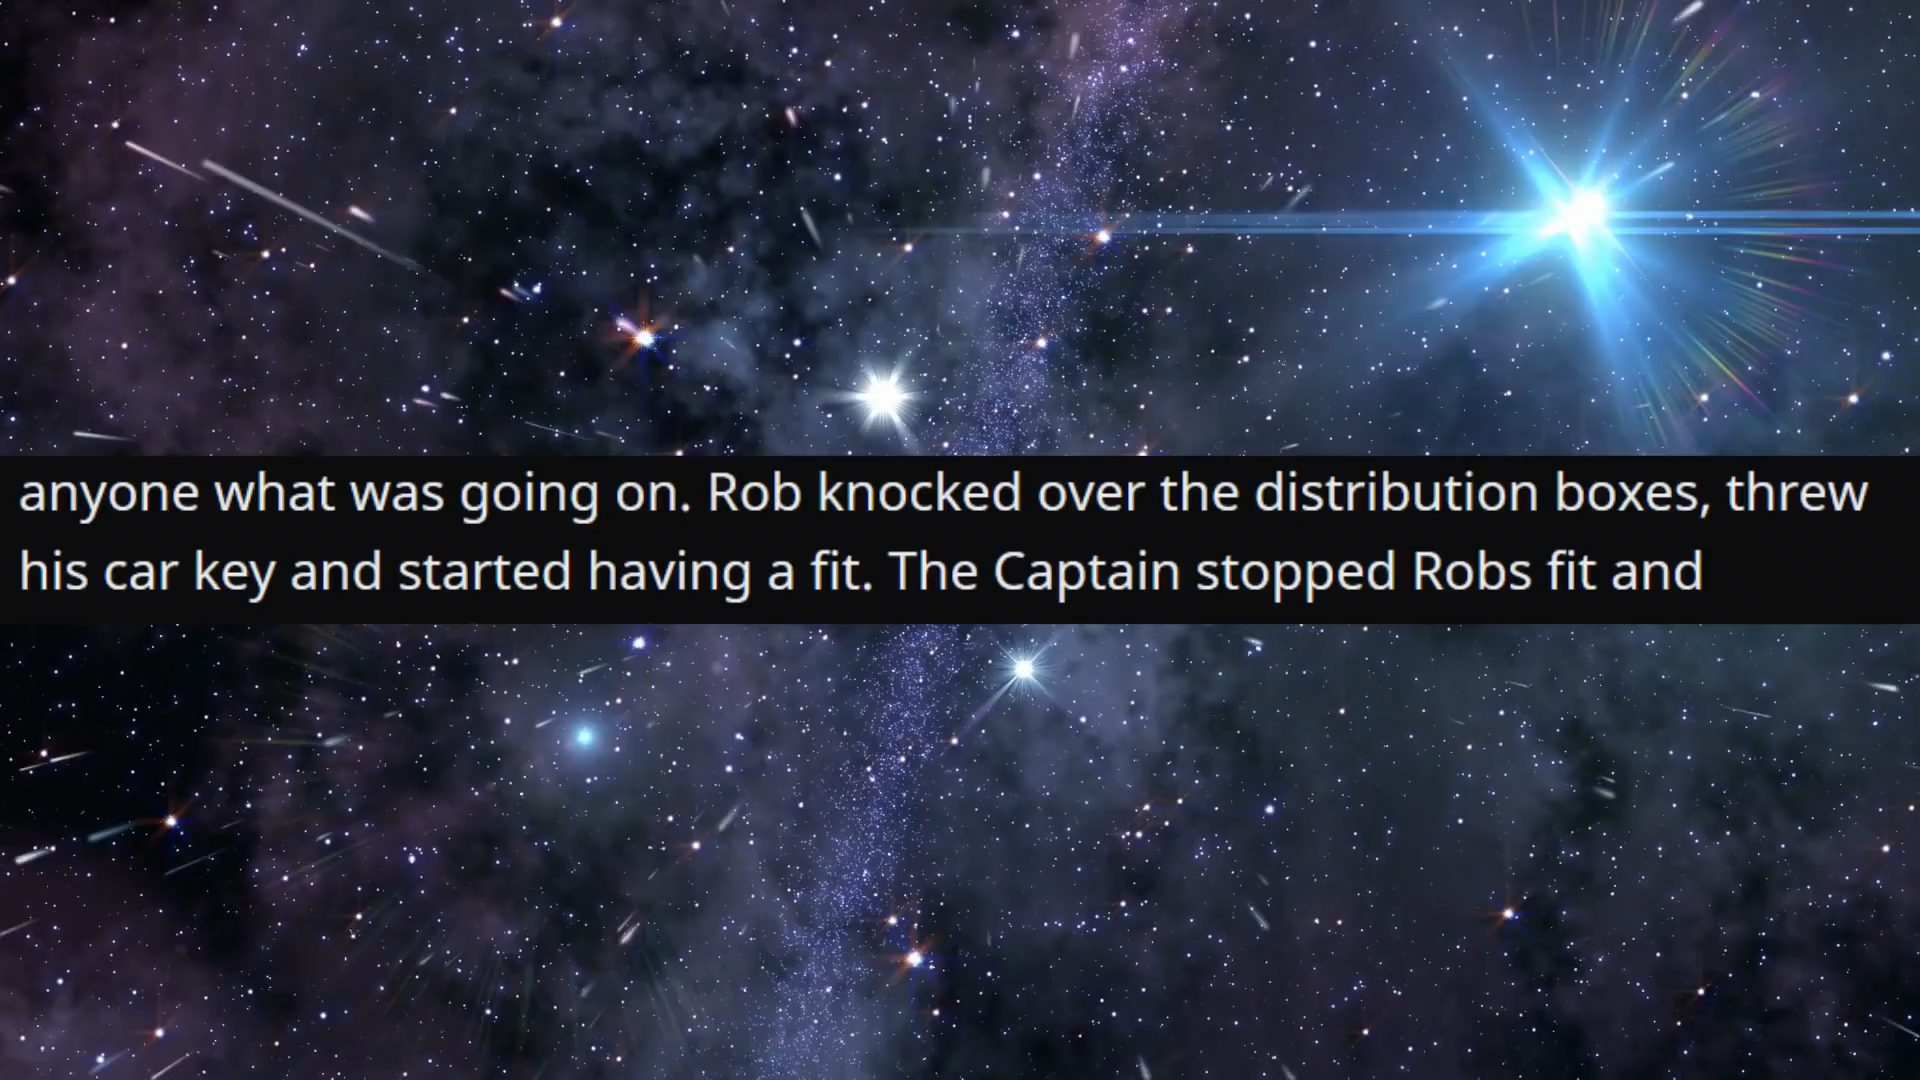 anyone what was going on. Rob knocked over the distribution boxes, threw
his car key and started having a fit. The Captain stopped Robs fit and